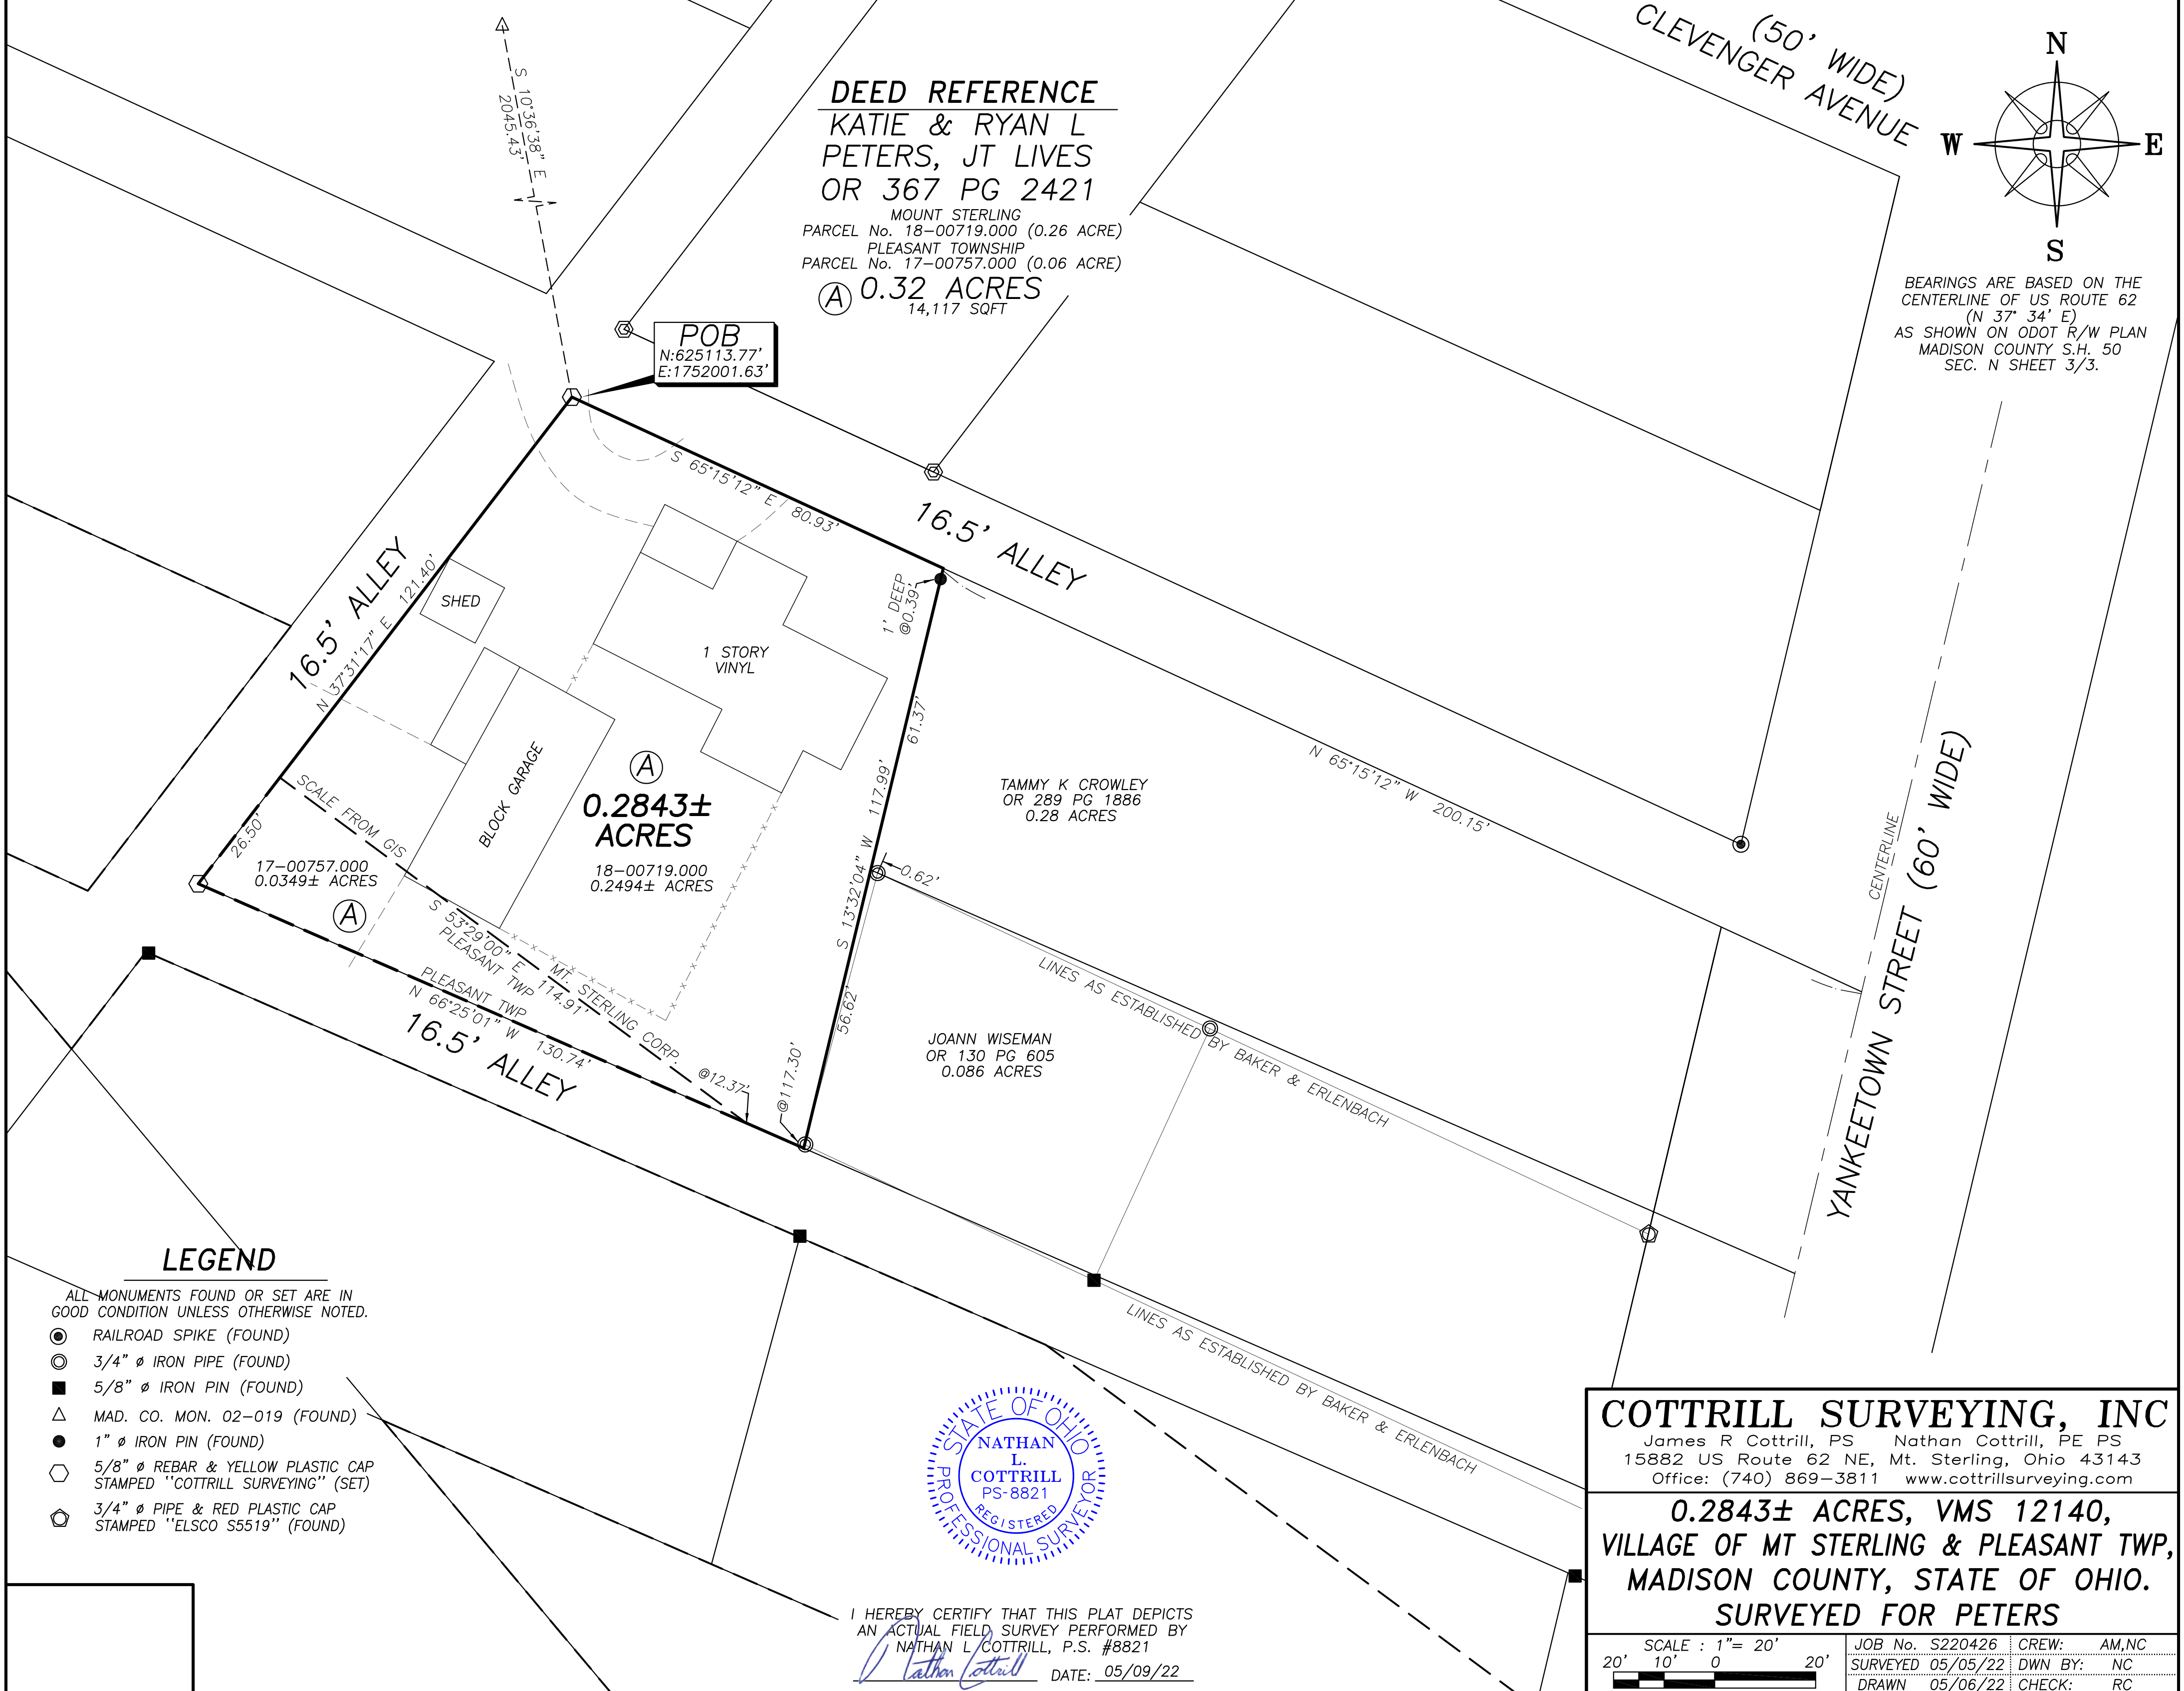 S 10°36'38" E
2045.43'
DEED REFERENCE
KATIE & RYAN L
PETERS, JT LIVES
OR 367 PG 2421
MOUNT STERLING
PARCEL No. 18-00719.000 (0.26 ACRE)
PLEASANT TOWNSHIP
PARCEL No. 17-00757.000 (0.06 ACRE)
A 0.32 ACRES
14,117 SQFT
(50' WIDE)
CLEVENGER AVENUE
N
W E
S
BEARINGS ARE BASED ON THE
CENTERLINE OF US ROUTE 62
(N 37° 34' E)
AS SHOWN ON ODOT R/W PLAN
MADISON COUNTY S.H. 50
SEC. N SHEET 3/3.
POB
N:625113.77'
E:1752001.63'
S 65°15'12" E 80.93'
16.5' ALLEY
16.5' ALLEY
N 37°31'17" E 121.40'
SHED
1 STORY
VINYL
1' DEEP
@0.39'
61.37'
S 13°32'04" W 117.99'
56.62'
BLOCK GARAGE
A
0.2843±
ACRES
18-00719.000
0.2494± ACRES
SCALE FROM GIS
26.50'
17-00757.000
0.0349± ACRES
A
S 53°29'00" E 114.91'
PLEASANT TWP
MT. STERLING CORP.
PLEASANT TWP
N 66°25'01" W 130.74'
16.5' ALLEY
@12.37'
@117.30'
0.62'
TAMMY K CROWLEY
OR 289 PG 1886
0.28 ACRES
N 65°15'12" W 200.15'
LINES AS ESTABLISHED BY BAKER & ERLENBACH
JOANN WISEMAN
OR 130 PG 605
0.086 ACRES
LINES AS ESTABLISHED BY BAKER & ERLENBACH
CENTERLINE
YANKEETOWN STREET (60' WIDE)
LEGEND
ALL MONUMENTS FOUND OR SET ARE IN
GOOD CONDITION UNLESS OTHERWISE NOTED.
RAILROAD SPIKE (FOUND)
3/4" ø IRON PIPE (FOUND)
5/8" ø IRON PIN (FOUND)
MAD. CO. MON. 02-019 (FOUND)
1" ø IRON PIN (FOUND)
5/8" ø REBAR & YELLOW PLASTIC CAP
STAMPED "COTTRILL SURVEYING" (SET)
3/4" ø PIPE & RED PLASTIC CAP
STAMPED "ELSCO S5519" (FOUND)
STATE OF OHIO
NATHAN
L.
COTTRILL
PS-8821
REGISTERED
PROFESSIONAL SURVEYOR
I HEREBY CERTIFY THAT THIS PLAT DEPICTS
AN ACTUAL FIELD SURVEY PERFORMED BY
NATHAN L COTTRILL, P.S. #8821
Nathan Cottrill DATE: 05/09/22
COTTRILL SURVEYING, INC
James R Cottrill, PS Nathan Cottrill, PE PS
15882 US Route 62 NE, Mt. Sterling, Ohio 43143
Office: (740) 869-3811 www.cottrillsurveying.com
0.2843± ACRES, VMS 12140,
VILLAGE OF MT STERLING & PLEASANT TWP,
MADISON COUNTY, STATE OF OHIO.
SURVEYED FOR PETERS
SCALE : 1"= 20'
20' 10' 0 20'
JOB No. S220426 CREW: AM,NC
SURVEYED 05/05/22 DWN BY: NC
DRAWN 05/06/22 CHECK: RC